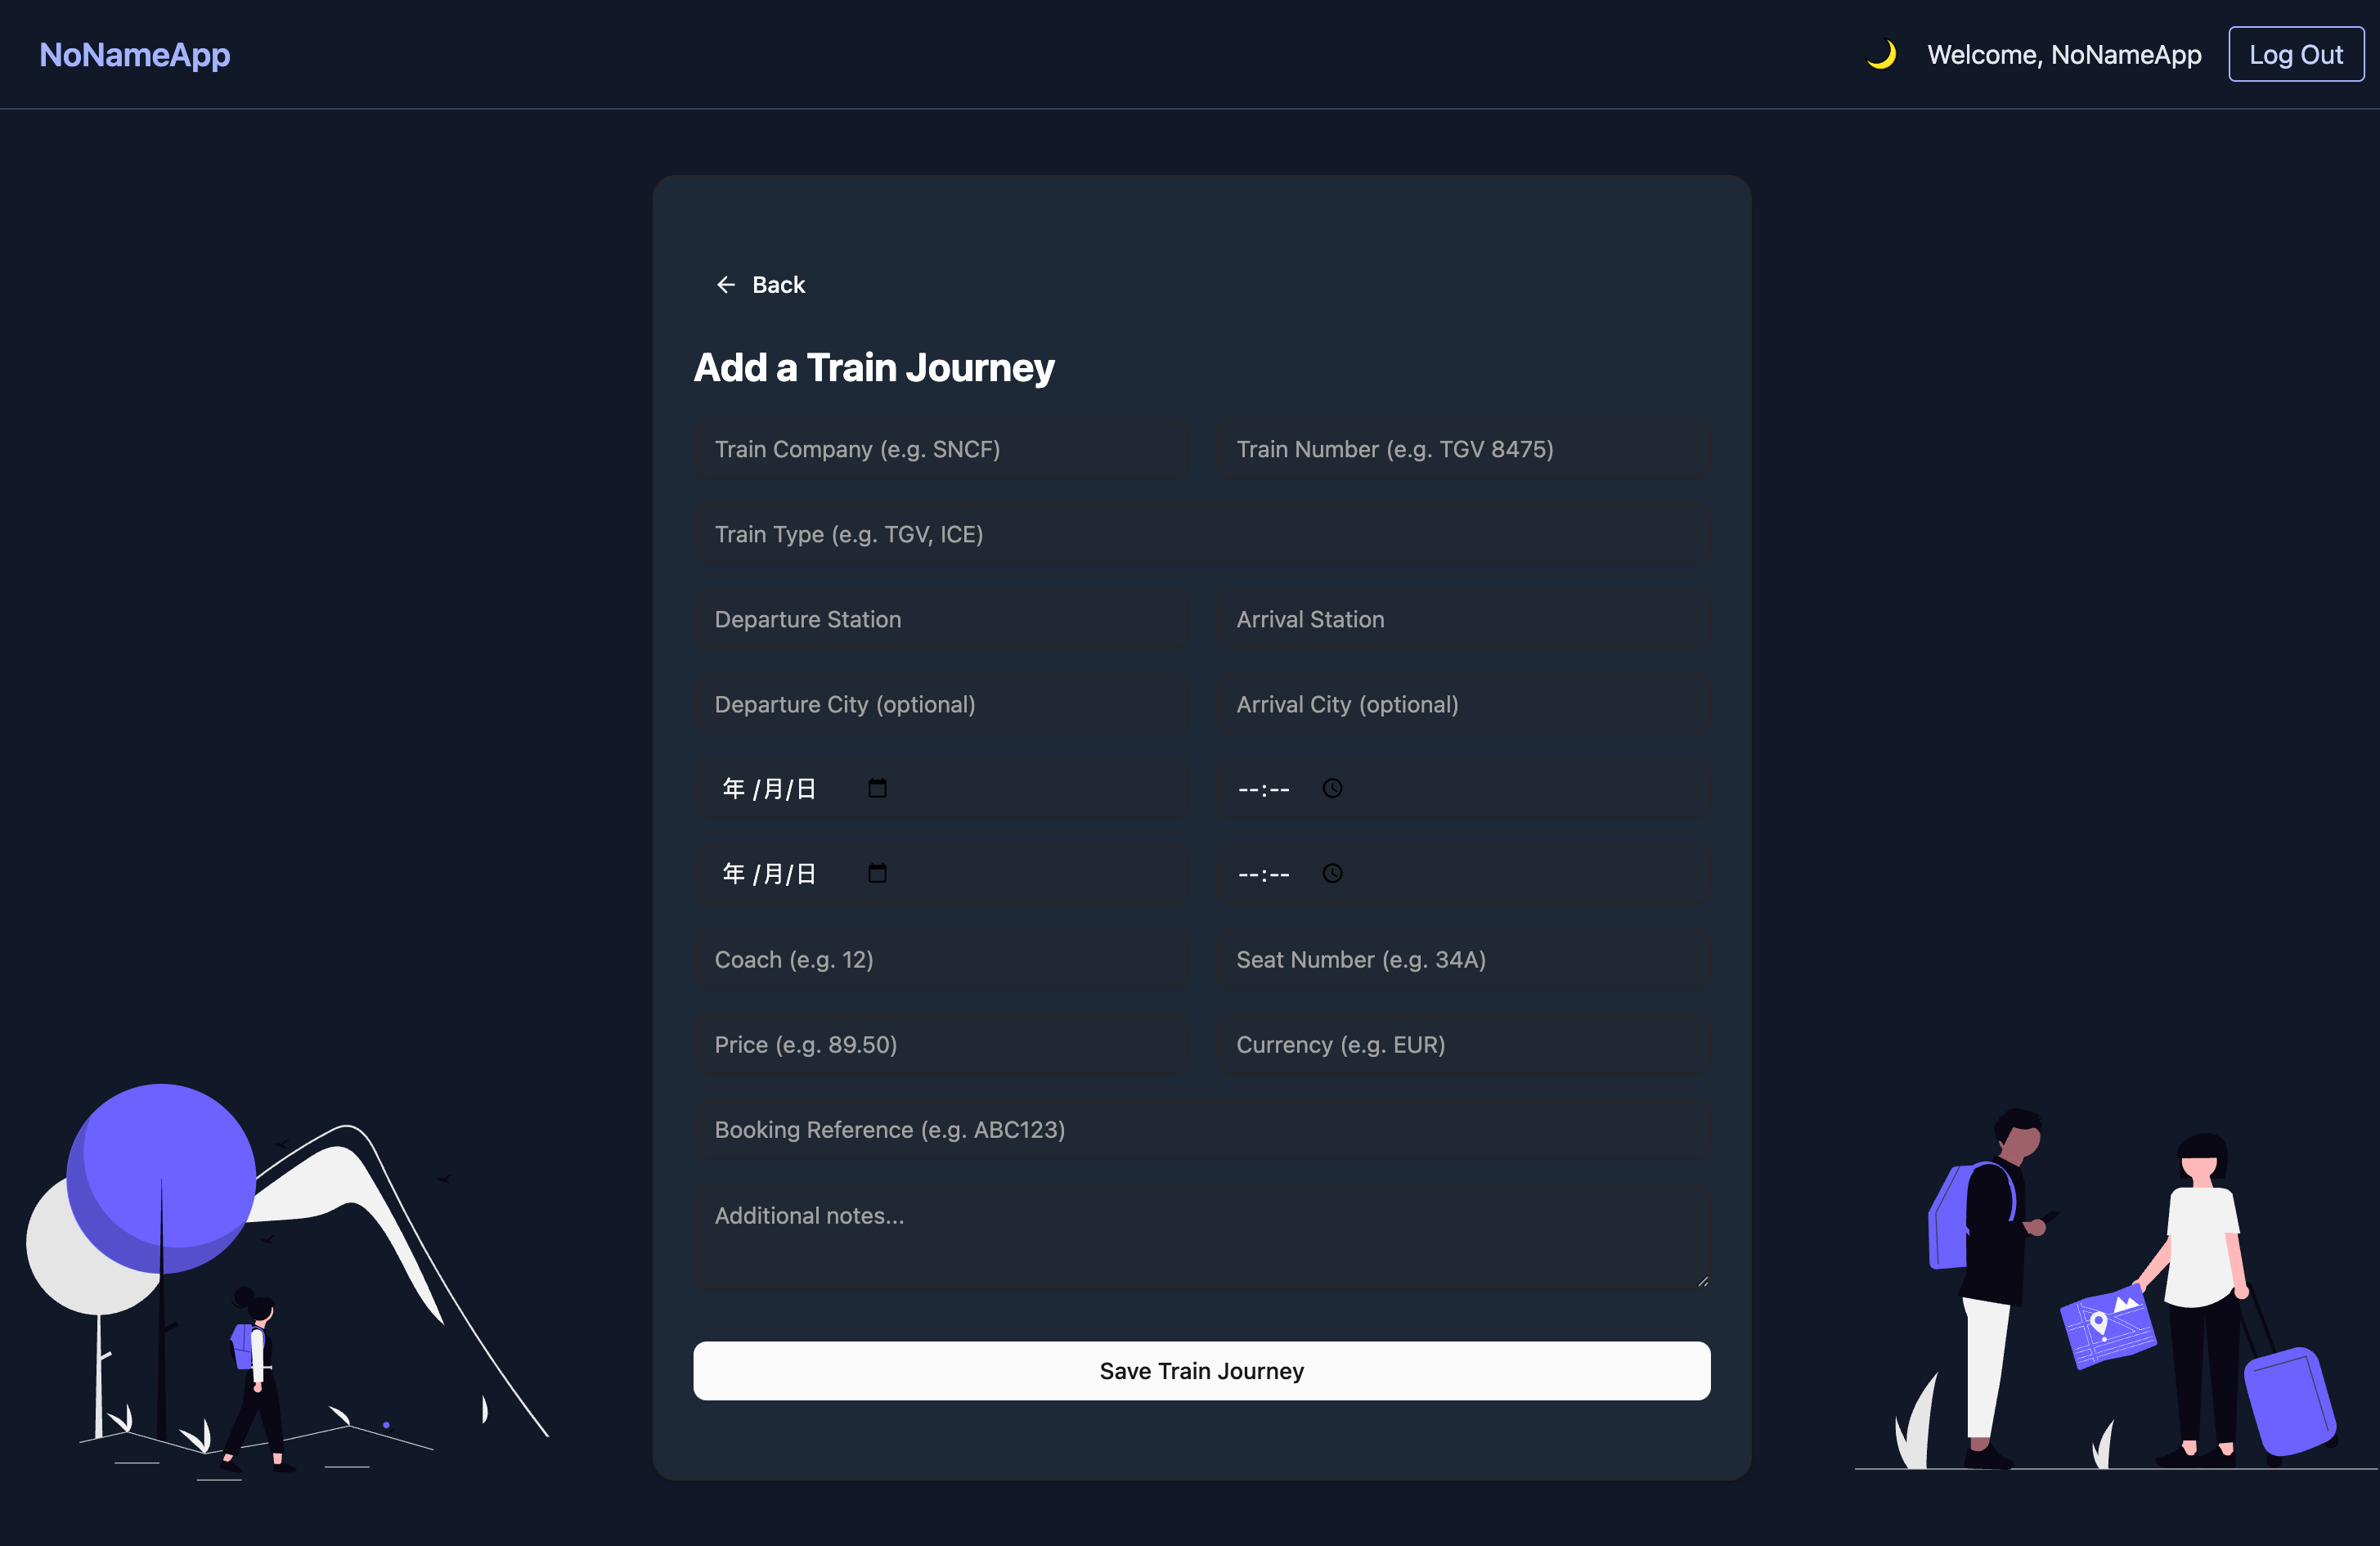 NoNameApp
Welcome, NoNameApp
Log Out
Back
Add a Train Journey
Train Company (e.g. SNCF)
Train Number (e.g. TGV 8475)
Train Type (e.g. TGV, ICE)
Departure Station
Arrival Station
Departure City (optional)
Arrival City (optional)
年 /月/日
--:--
年 /月/日
--:--
Coach (e.g. 12)
Seat Number (e.g. 34A)
Price (e.g. 89.50)
Currency (e.g. EUR)
Booking Reference (e.g. ABC123)
Additional notes...
Save Train Journey